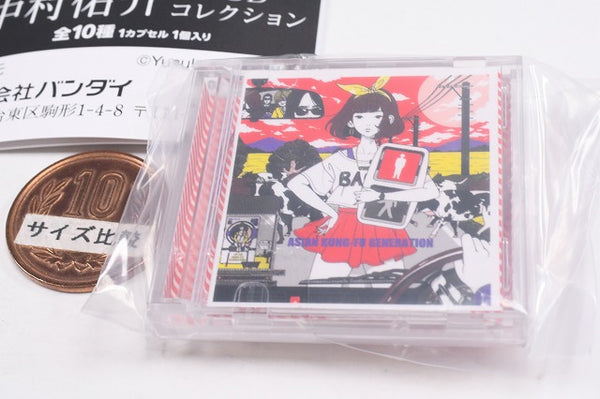 中村佑介
コレクション
全10種 1カプセル 1個入り
©Yusu
会社バンダイ
台東区駒形1-4-8 〒
10
サイズ比較
BA
ASIAN KUNG-FU GENERATION